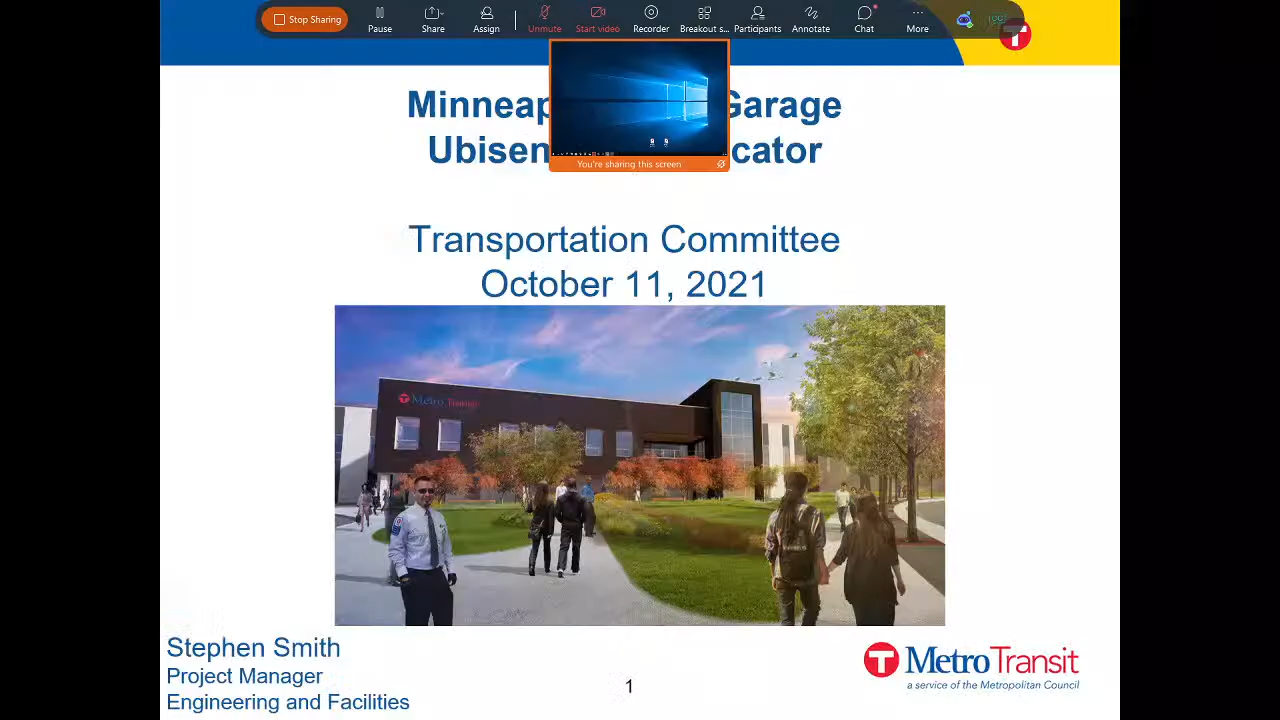 Stop Sharing
Pause
Share
Assign
Unmute
Start video
Recorder
Breakout s...
Participants
Annotate
Chat
More
You're sharing this screen
Minneap Garage
Ubisen cator
Transportation Committee
October 11, 2021
Metro Transit
Stephen Smith
Project Manager
Engineering and Facilities
1
T MetroTransit
a service of the Metropolitan Council